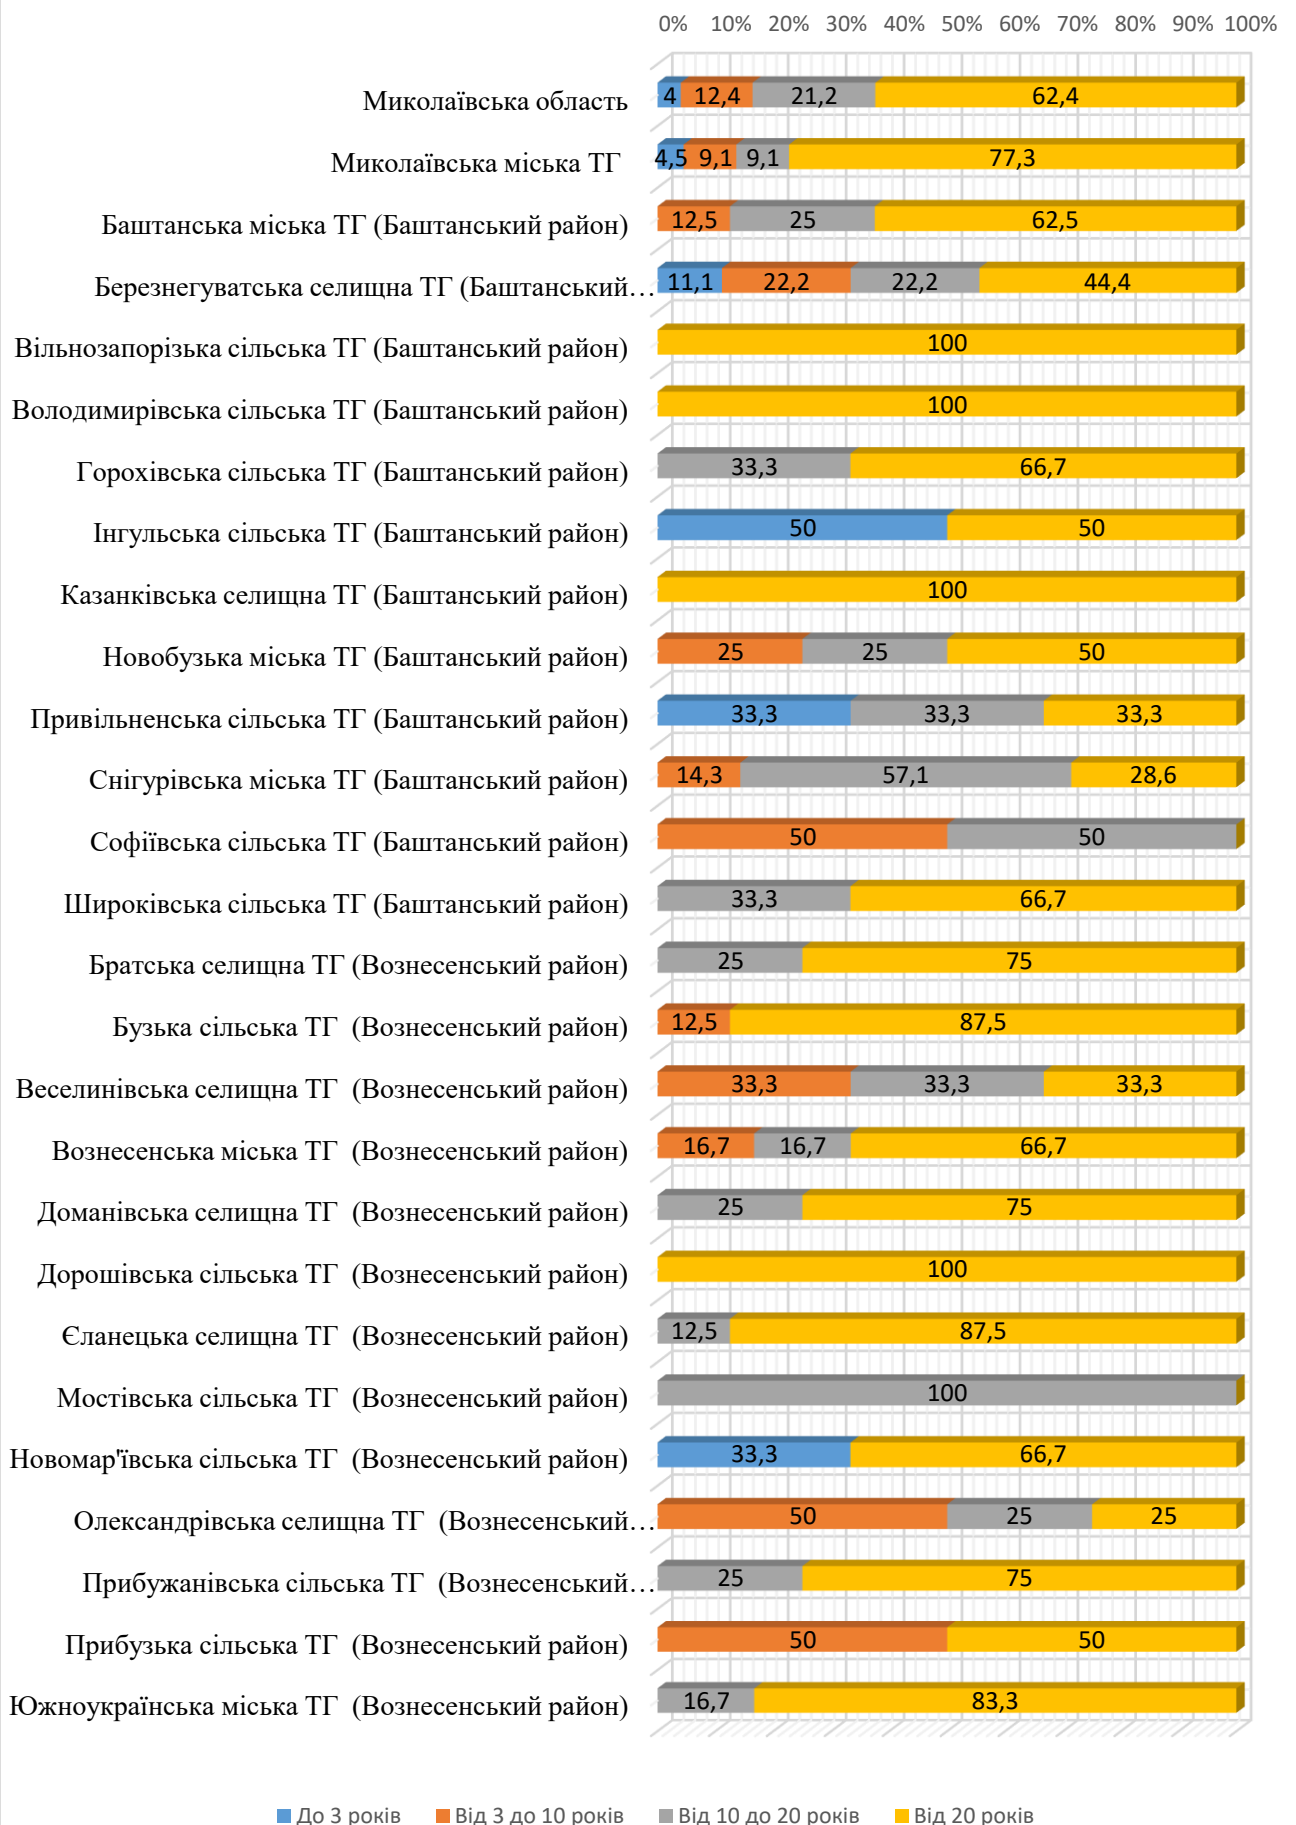 0% 10% 20% 30% 40% 50% 60% 70% 80% 90% 100%
Миколаївська область 4 12,4 21,2 62,4
Миколаївська міська ТГ 4,5 9,1 9,1 77,3
Баштанська міська ТГ (Баштанський район) 12,5 25 62,5
Березнегуватська селищна ТГ (Баштанський… 11,1 22,2 22,2 44,4
Вільнозапорізька сільська ТГ (Баштанський район) 100
Володимирівська сільська ТГ (Баштанський район) 100
Горохівська сільська ТГ (Баштанський район) 33,3 66,7
Інгульська сільська ТГ (Баштанський район) 50 50
Казанківська селищна ТГ (Баштанський район) 100
Новобузька міська ТГ (Баштанський район) 25 25 50
Привільненська сільська ТГ (Баштанський район) 33,3 33,3 33,3
Снігурівська міська ТГ (Баштанський район) 14,3 57,1 28,6
Софіївська сільська ТГ (Баштанський район) 50 50
Широківська сільська ТГ (Баштанський район) 33,3 66,7
Братська селищна ТГ (Вознесенський район) 25 75
Бузька сільська ТГ (Вознесенський район) 12,5 87,5
Веселинівська селищна ТГ (Вознесенський район) 33,3 33,3 33,3
Вознесенська міська ТГ (Вознесенський район) 16,7 16,7 66,7
Доманівська селищна ТГ (Вознесенський район) 25 75
Дорошівська сільська ТГ (Вознесенський район) 100
Єланецька селищна ТГ (Вознесенський район) 12,5 87,5
Мостівська сільська ТГ (Вознесенський район) 100
Новомар'ївська сільська ТГ (Вознесенський район) 33,3 66,7
Олександрівська селищна ТГ (Вознесенський… 50 25 25
Прибужанівська сільська ТГ (Вознесенський… 25 75
Прибузька сільська ТГ (Вознесенський район) 50 50
Южноукраїнська міська ТГ (Вознесенський район) 16,7 83,3
До 3 років Від 3 до 10 років Від 10 до 20 років Від 20 років